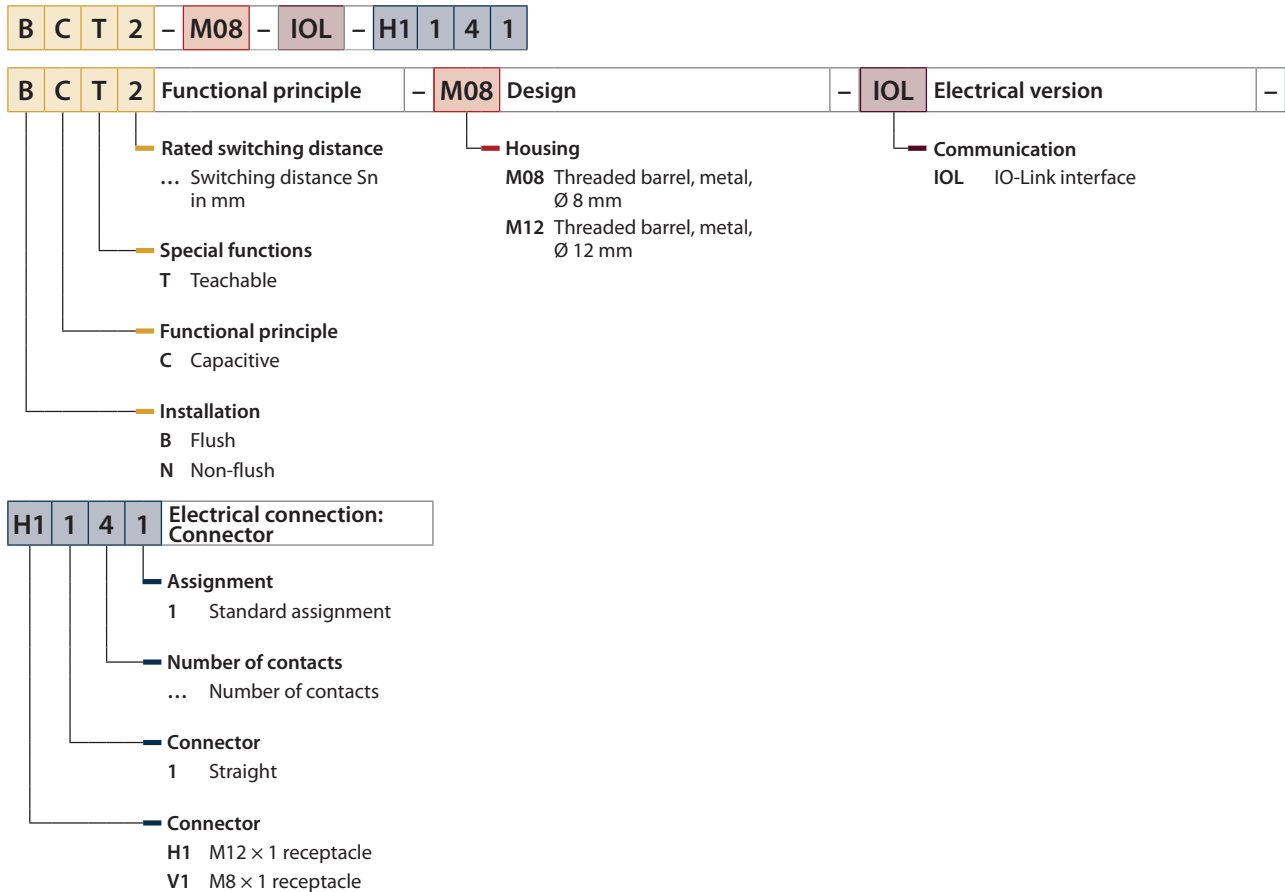 B C T 2 – M08 – IOL – H1 1 4 1
B C T 2 Functional principle – M08 Design – IOL Electrical version –
Rated switching distance
… Switching distance Sn
in mm
Special functions
T Teachable
Functional principle
C Capacitive
Installation
B Flush
N Non-flush
Housing
M08 Threaded barrel, metal,
Ø 8 mm
M12 Threaded barrel, metal,
Ø 12 mm
Communication
IOL IO-Link interface
H1 1 4 1 Electrical connection:
Connector
Assignment
1 Standard assignment
Number of contacts
… Number of contacts
Connector
1 Straight
Connector
H1 M12 × 1 receptacle
V1 M8 × 1 receptacle